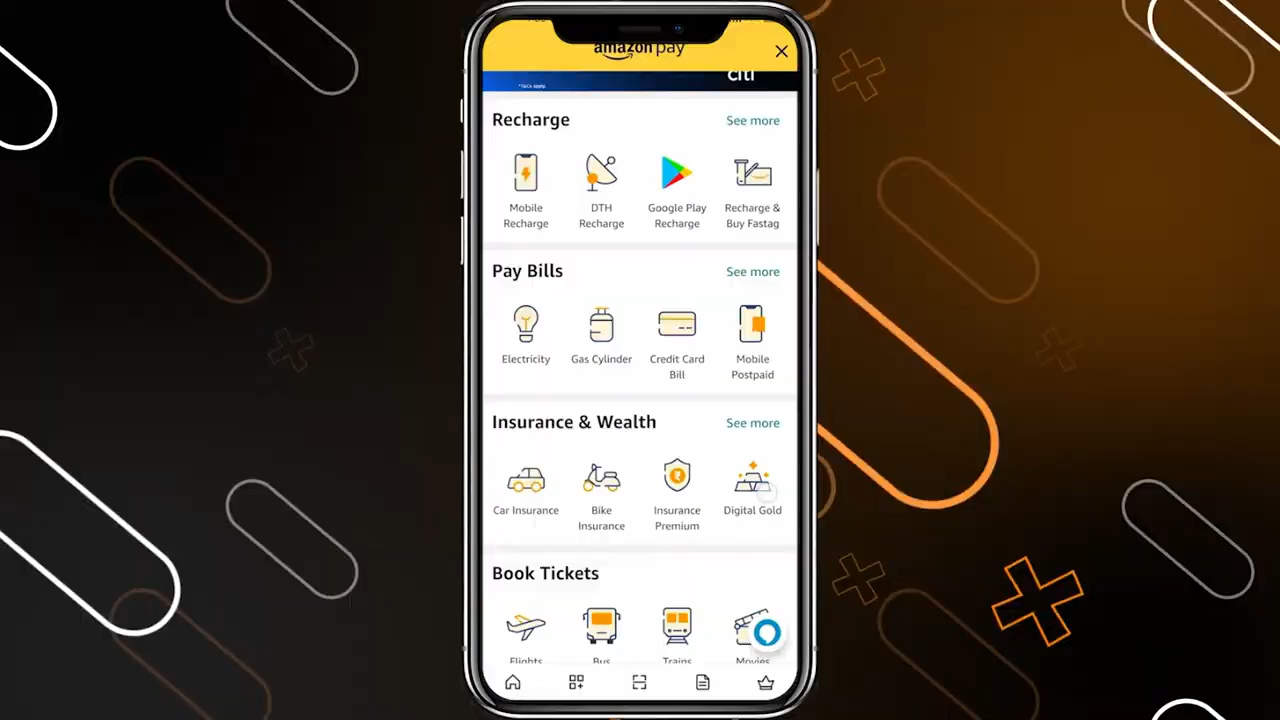 amazon pay
*T&Cs apply.
citi
Recharge
See more
Mobile Recharge
DTH Recharge
Google Play Recharge
Recharge & Buy Fastag
Pay Bills
See more
Electricity
Gas Cylinder
Credit Card Bill
Mobile Postpaid
Insurance & Wealth
See more
Car Insurance
Bike Insurance
Insurance Premium
Digital Gold
Book Tickets
Flights
Bus
Trains
Movies